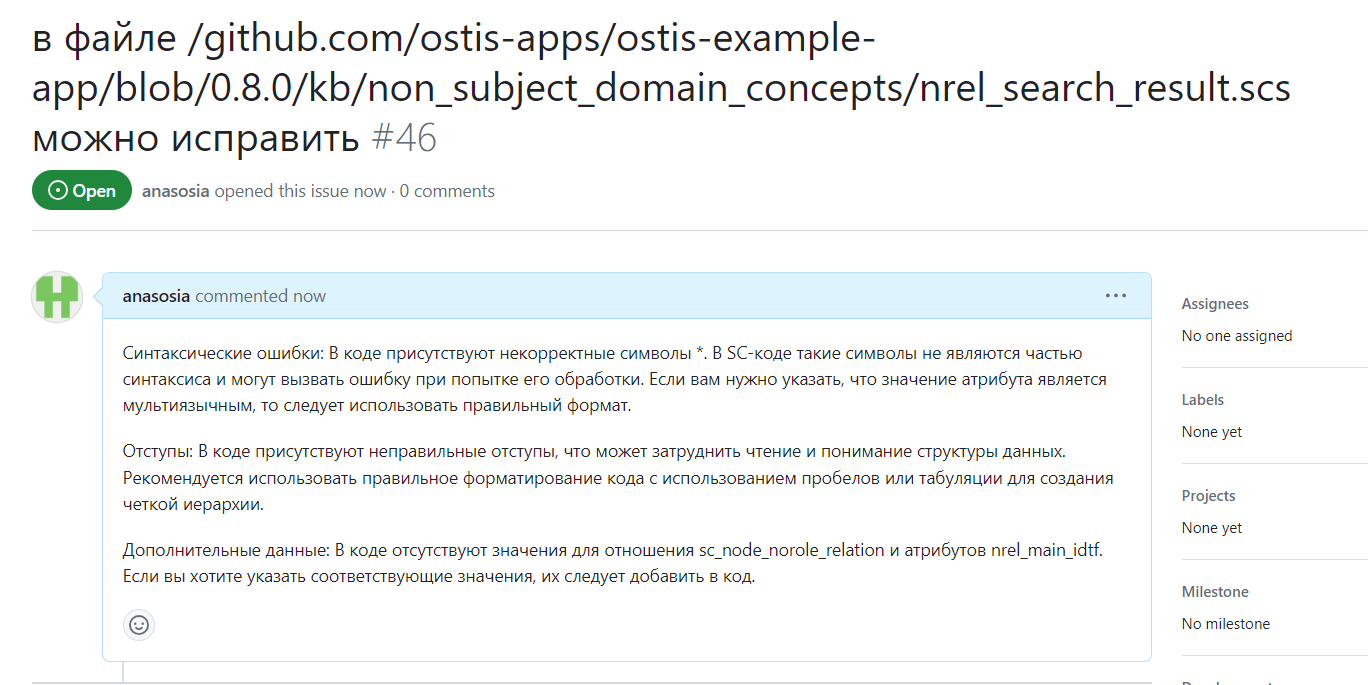 в файле /github.com/ostis-apps/ostis-example-
app/blob/0.8.0/kb/non_subject_domain_concepts/nrel_search_result.scs
можно исправить #46
Open anasosia opened this issue now · 0 comments
anasosia commented now
Синтаксические ошибки: В коде присутствуют некорректные символы *. В SC-коде такие символы не являются частью
синтаксиса и могут вызвать ошибку при попытке его обработки. Если вам нужно указать, что значение атрибута является
мультиязычным, то следует использовать правильный формат.
Отступы: В коде присутствуют неправильные отступы, что может затруднить чтение и понимание структуры данных.
Рекомендуется использовать правильное форматирование кода с использованием пробелов или табуляции для создания
четкой иерархии.
Дополнительные данные: В коде отсутствуют значения для отношения sc_node_norole_relation и атрибутов nrel_main_idtf.
Если вы хотите указать соответствующие значения, их следует добавить в код.
Assignees
No one assigned
Labels
None yet
Projects
None yet
Milestone
No milestone